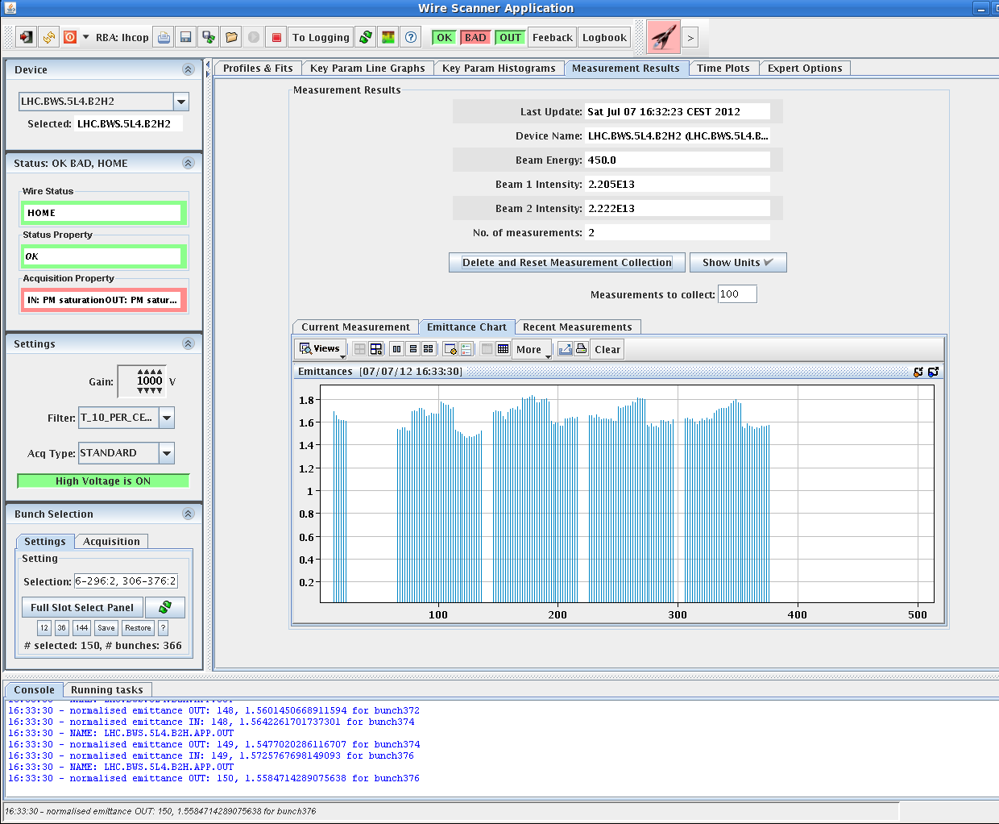 Wire Scanner Application
RBA: lhcop
To Logging
OK
BAD
OUT
Feeback
Logbook
>
Device
LHC.BWS.5L4.B2H2
Selected: LHC.BWS.5L4.B2H2
Status: OK BAD, HOME
Wire Status
HOME
Status Property
OK
Acquisition Property
IN: PM saturationOUT: PM satur...
Settings
Gain: 1000 V
Filter: T_10_PER_CE...
Acq Type: STANDARD
High Voltage is ON
Bunch Selection
Settings Acquisition
Setting
Selection: 6-296:2, 306-376:2
Full Slot Select Panel
12 36 144 Save Restore ?
# selected: 150, # bunches: 366
Profiles & Fits Key Param Line Graphs Key Param Histograms Measurement Results Time Plots Expert Options
Measurement Results
Last Update: Sat Jul 07 16:32:23 CEST 2012
Device Name: LHC.BWS.5L4.B2H2 (LHC.BWS.5L4.B...
Beam Energy: 450.0
Beam 1 Intensity: 2.205E13
Beam 2 Intensity: 2.222E13
No. of measurements: 2
Delete and Reset Measurement Collection Show Units
Measurements to collect: 100
Current Measurement Emittance Chart Recent Measurements
Views More Clear
Emittances [07/07/12 16:33:30]
1.8
1.6
1.4
1.2
1
0.8
0.6
0.4
0.2
100 200 300 400 500
Console Running tasks
16:33:30 - NAME: LHC.BWS.5L4.B2H.APP.OUT
16:33:30 - normalised emittance OUT: 148, 1.5601450668911594 for bunch372
16:33:30 - normalised emittance IN: 148, 1.5642261701737301 for bunch374
16:33:30 - NAME: LHC.BWS.5L4.B2H.APP.OUT
16:33:30 - normalised emittance OUT: 149, 1.5477020286116707 for bunch374
16:33:30 - normalised emittance IN: 149, 1.5725767698149093 for bunch376
16:33:30 - NAME: LHC.BWS.5L4.B2H.APP.OUT
16:33:30 - normalised emittance OUT: 150, 1.5584714289075638 for bunch376
16:33:30 - normalised emittance OUT: 150, 1.5584714289075638 for bunch376